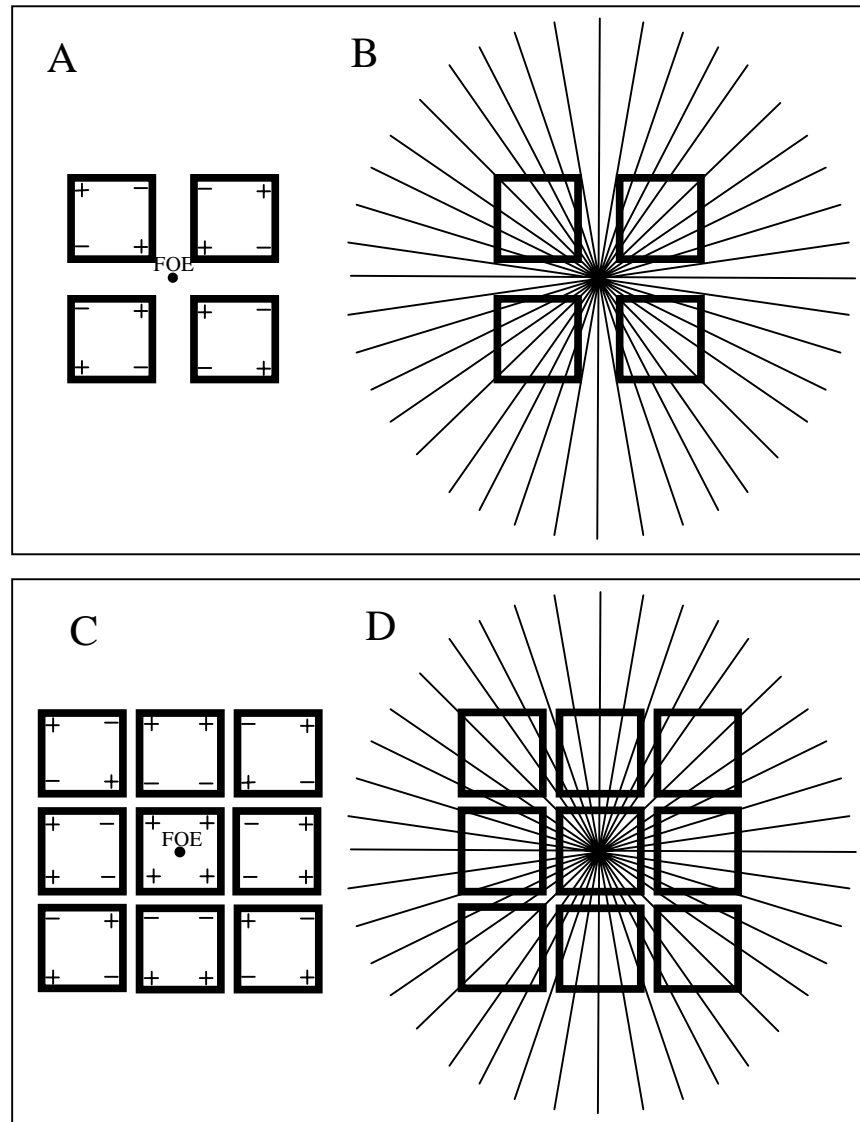 A B
+ − − +
− + + −
FOE
− + + −
+ − − +
C D
+ − + + − +
− + − − + −
+ − + + − +
FOE
+ − + + − +
− + − − + −
+ − + + − +